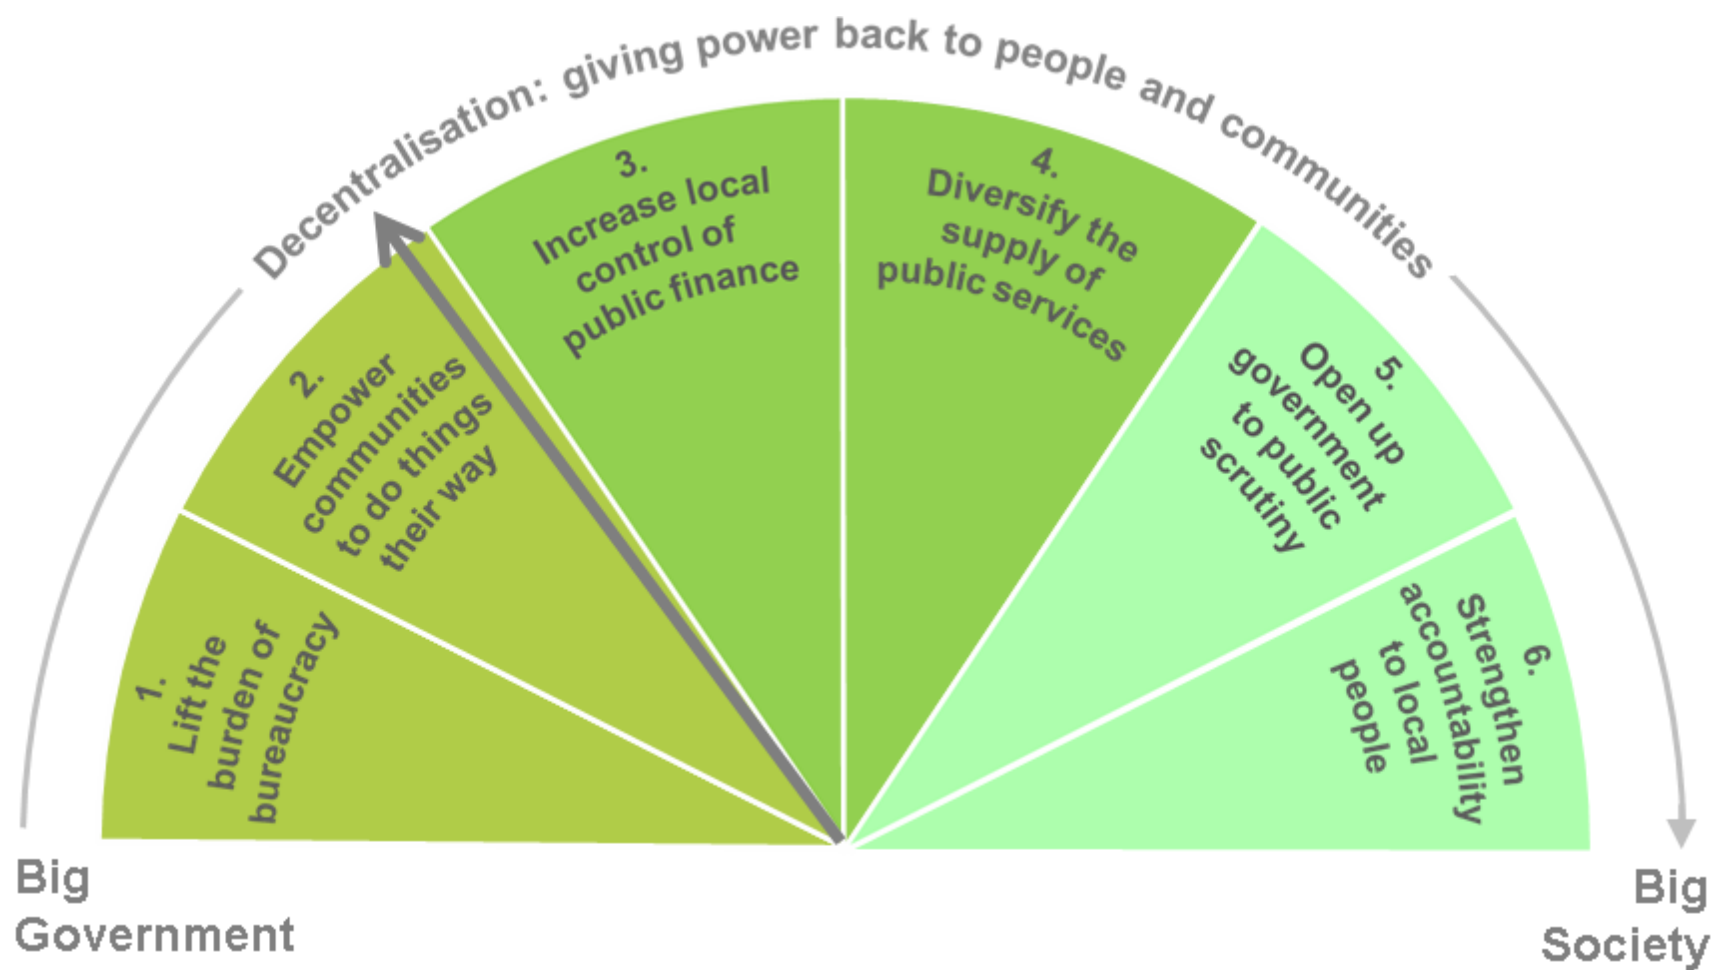 Decentralisation: giving power back to people and communities
1.
Lift the
burden of
bureaucracy
2.
Empower
communities
to do things
their way
3.
Increase local
control of
public finance
4.
Diversify the
supply of
public services
5.
Open up
government
to public
scrutiny
6.
Strengthen
accountability
to local
people
Big
Government
Big
Society